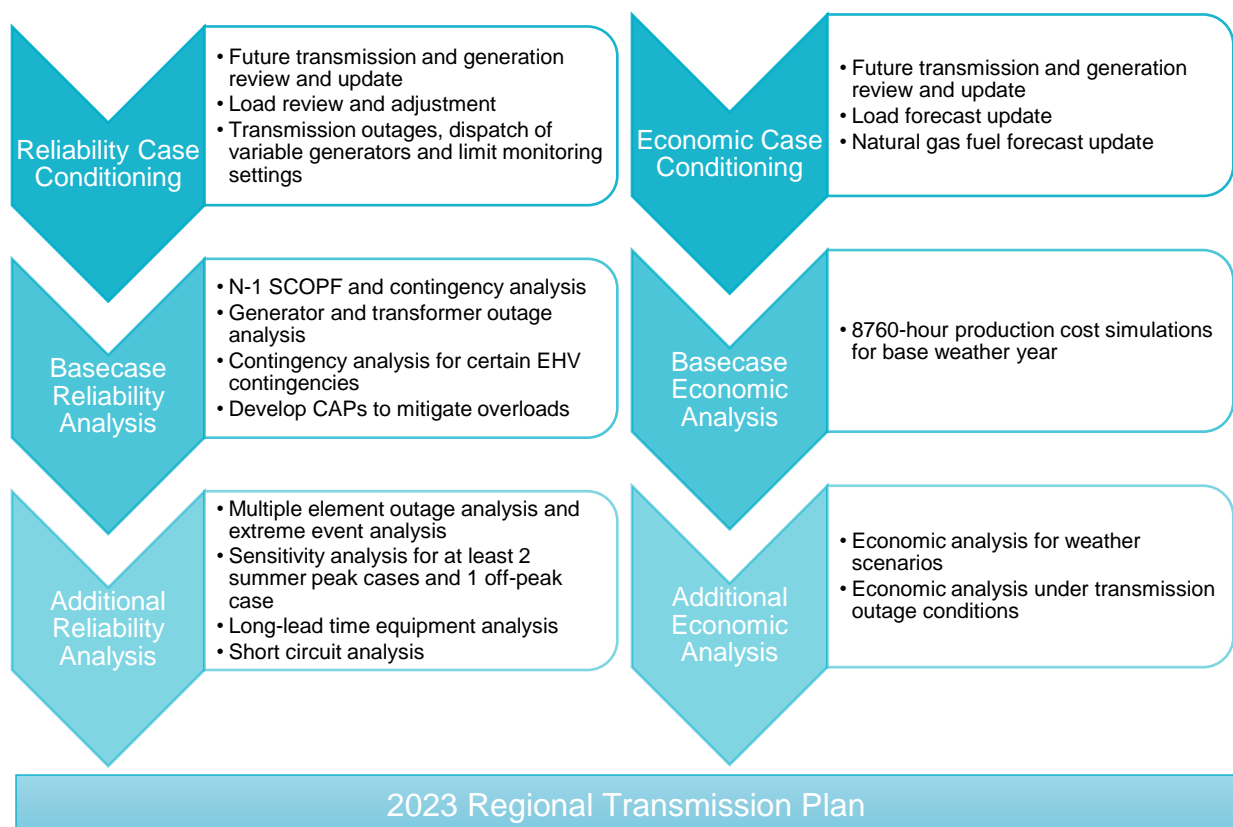 Reliability Case
Conditioning
• Future transmission and generation
review and update
• Load review and adjustment
• Transmission outages, dispatch of
variable generators and limit monitoring
settings
Basecase
Reliability
Analysis
• N-1 SCOPF and contingency analysis
• Generator and transformer outage
analysis
• Contingency analysis for certain EHV
contingencies
• Develop CAPs to mitigate overloads
Additional
Reliability
Analysis
• Multiple element outage analysis and
extreme event analysis
• Sensitivity analysis for at least 2
summer peak cases and 1 off-peak
case
• Long-lead time equipment analysis
• Short circuit analysis
Economic Case
Conditioning
• Future transmission and generation
review and update
• Load forecast update
• Natural gas fuel forecast update
Basecase
Economic
Analysis
• 8760-hour production cost simulations
for base weather year
Additional
Economic
Analysis
• Economic analysis for weather
scenarios
• Economic analysis under transmission
outage conditions
2023 Regional Transmission Plan